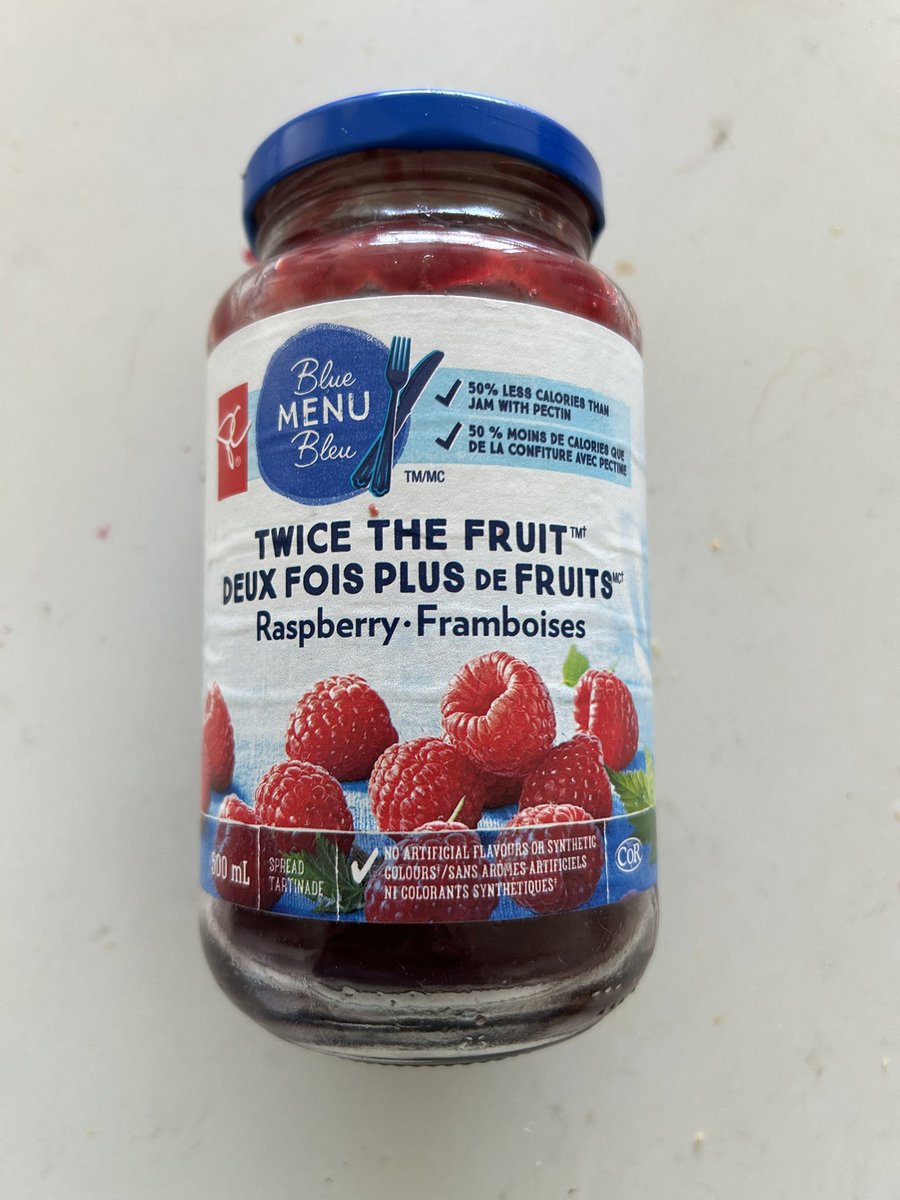 Blue
MENU
Bleu
TM/MC
50% LESS CALORIES THAN
JAM WITH PECTIN
50 % MOINS DE CALORIES QUE
DE LA CONFITURE AVEC PECTINE
PC®
TWICE THE FRUIT™†
DEUX FOIS PLUS DE FRUITS MC†
Raspberry·Framboises
500 mL
SPREAD
TARTINADE
NO ARTIFICIAL FLAVOURS OR SYNTHETIC
COLOURS†/SANS ARÔMES ARTIFICIELS
NI COLORANTS SYNTHÉTIQUES†
COR